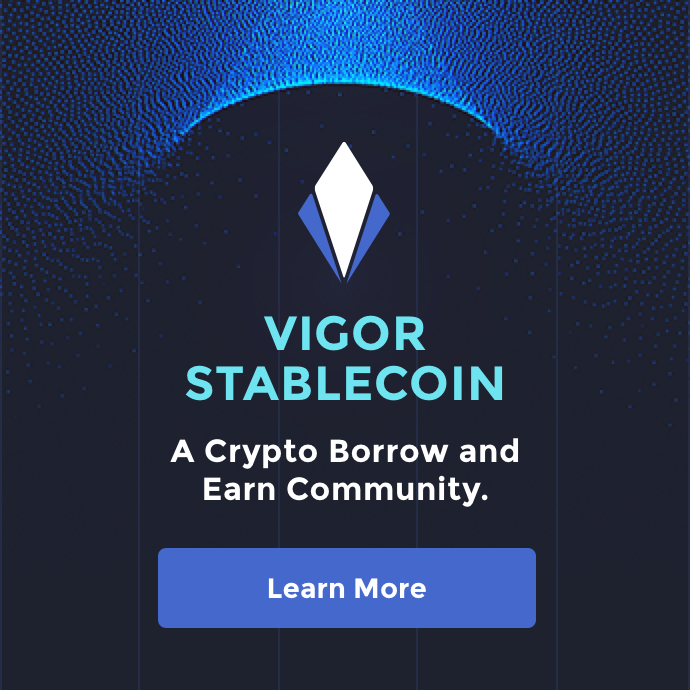 VIGOR
STABLECOIN
A Crypto Borrow and
Earn Community.
Learn More